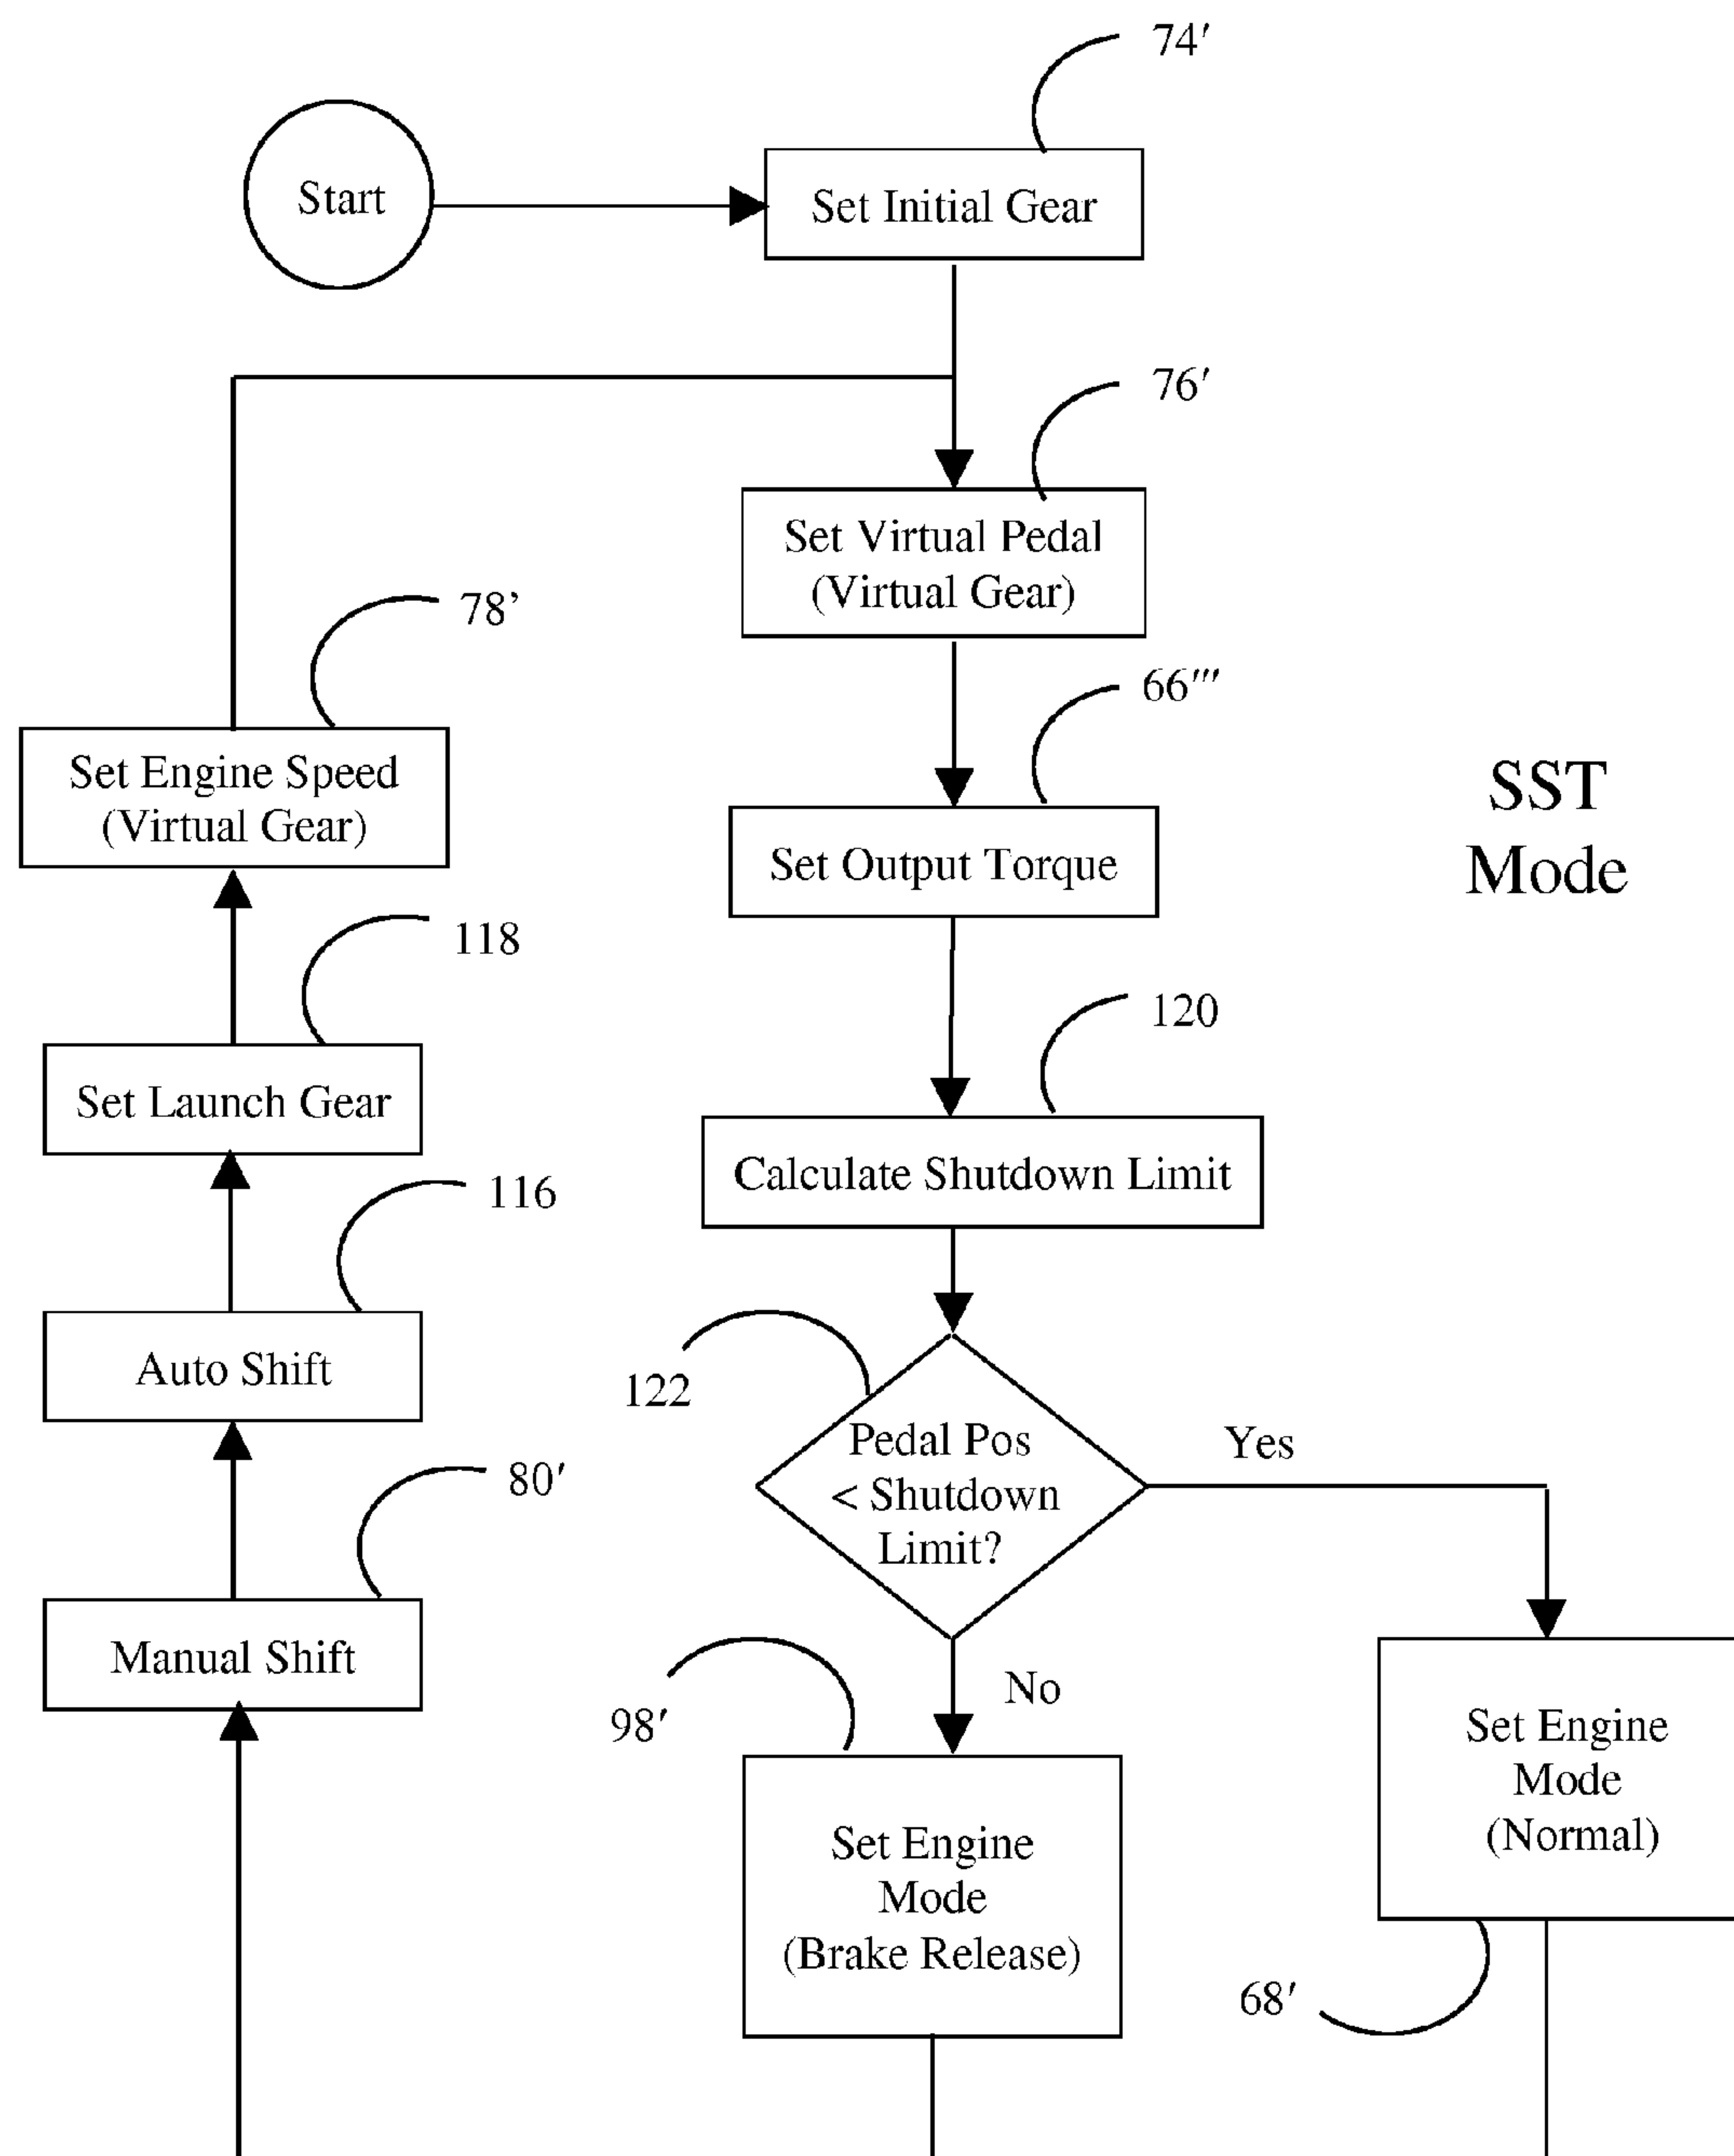 74′
Start
Set Initial Gear
76′
Set Virtual Pedal
(Virtual Gear)
78’
66′′′
Set Engine Speed
(Virtual Gear)
Set Output Torque
SST
Mode
118
120
Set Launch Gear
Calculate Shutdown Limit
116
Auto Shift
122
Pedal Pos
< Shutdown
Limit?
Yes
80′
Manual Shift
No
98′
Set Engine
Mode
(Normal)
Set Engine
Mode
(Brake Release)
68′